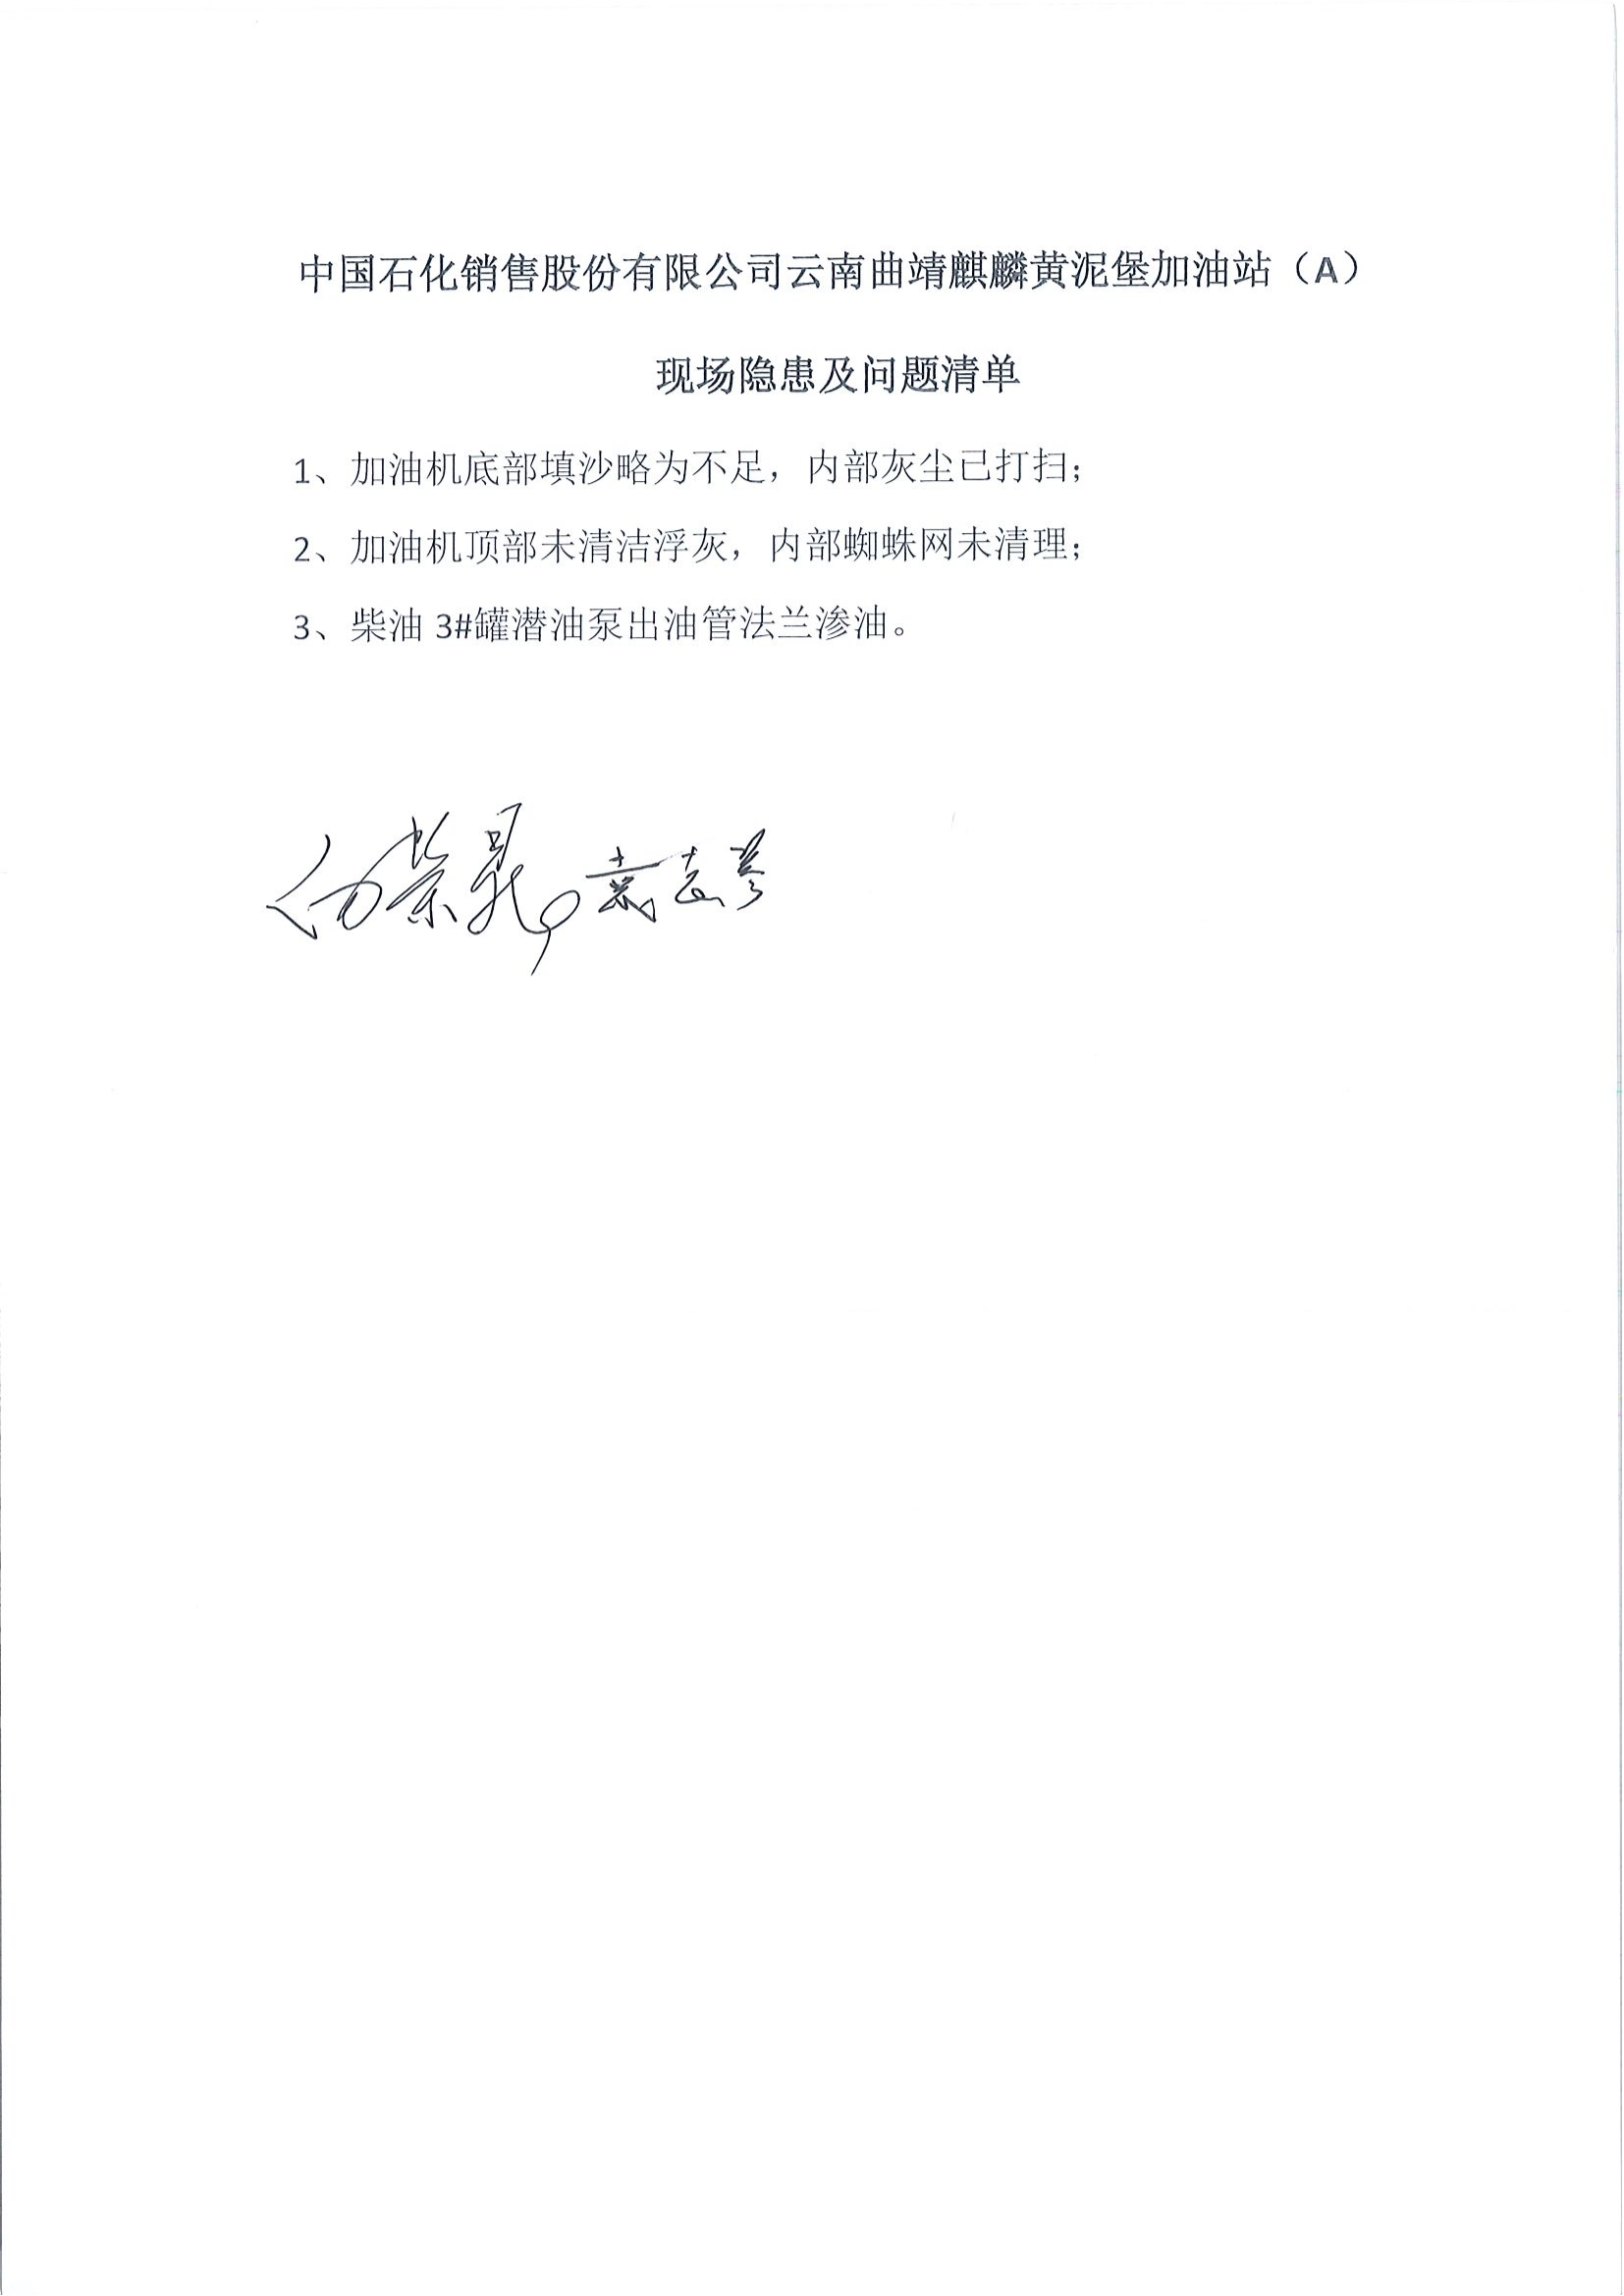 中国石化销售股份有限公司云南曲靖麒麟黄泥堡加油站（A）
现场隐患及问题清单
1、加油机底部填沙略为不足，内部灰尘已打扫；
2、加油机顶部未清洁浮灰，内部蜘蛛网未清理；
3、柴油 3#罐潜油泵出油管法兰渗油。